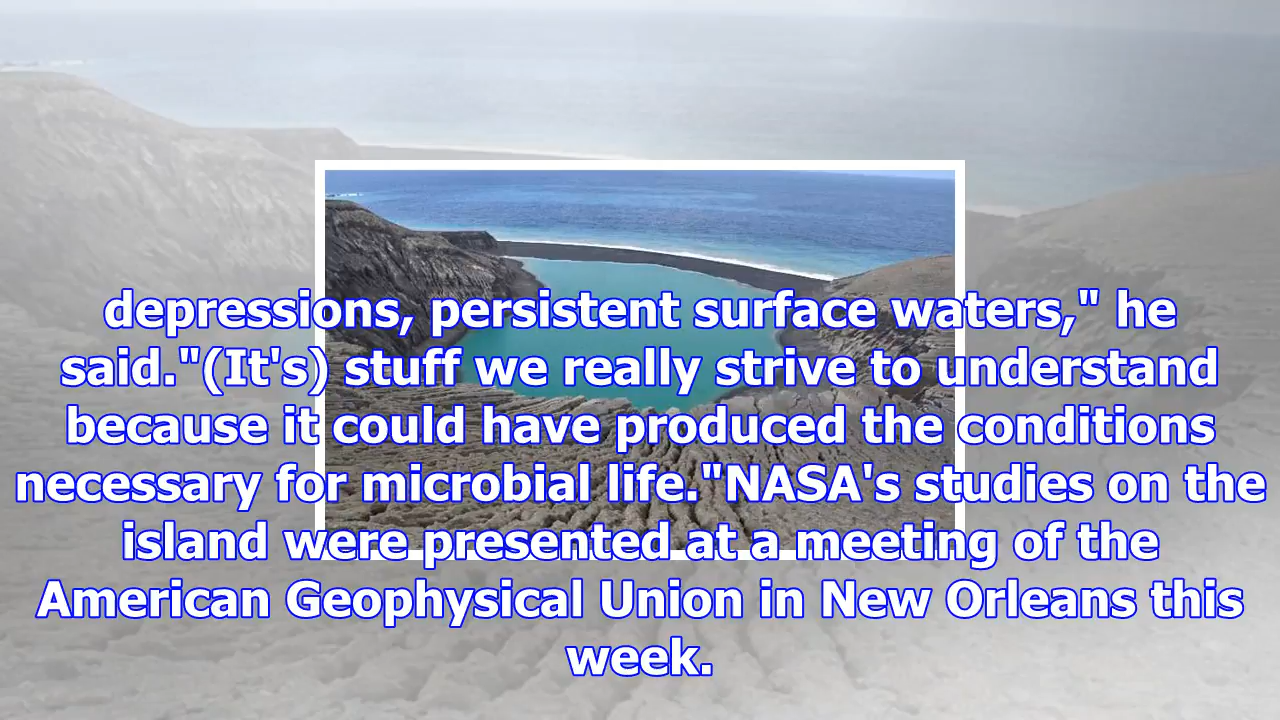 depressions, persistent surface waters," he
said."(It's) stuff we really strive to understand
because it could have produced the conditions
necessary for microbial life."NASA's studies on the
island were presented at a meeting of the
American Geophysical Union in New Orleans this
week.